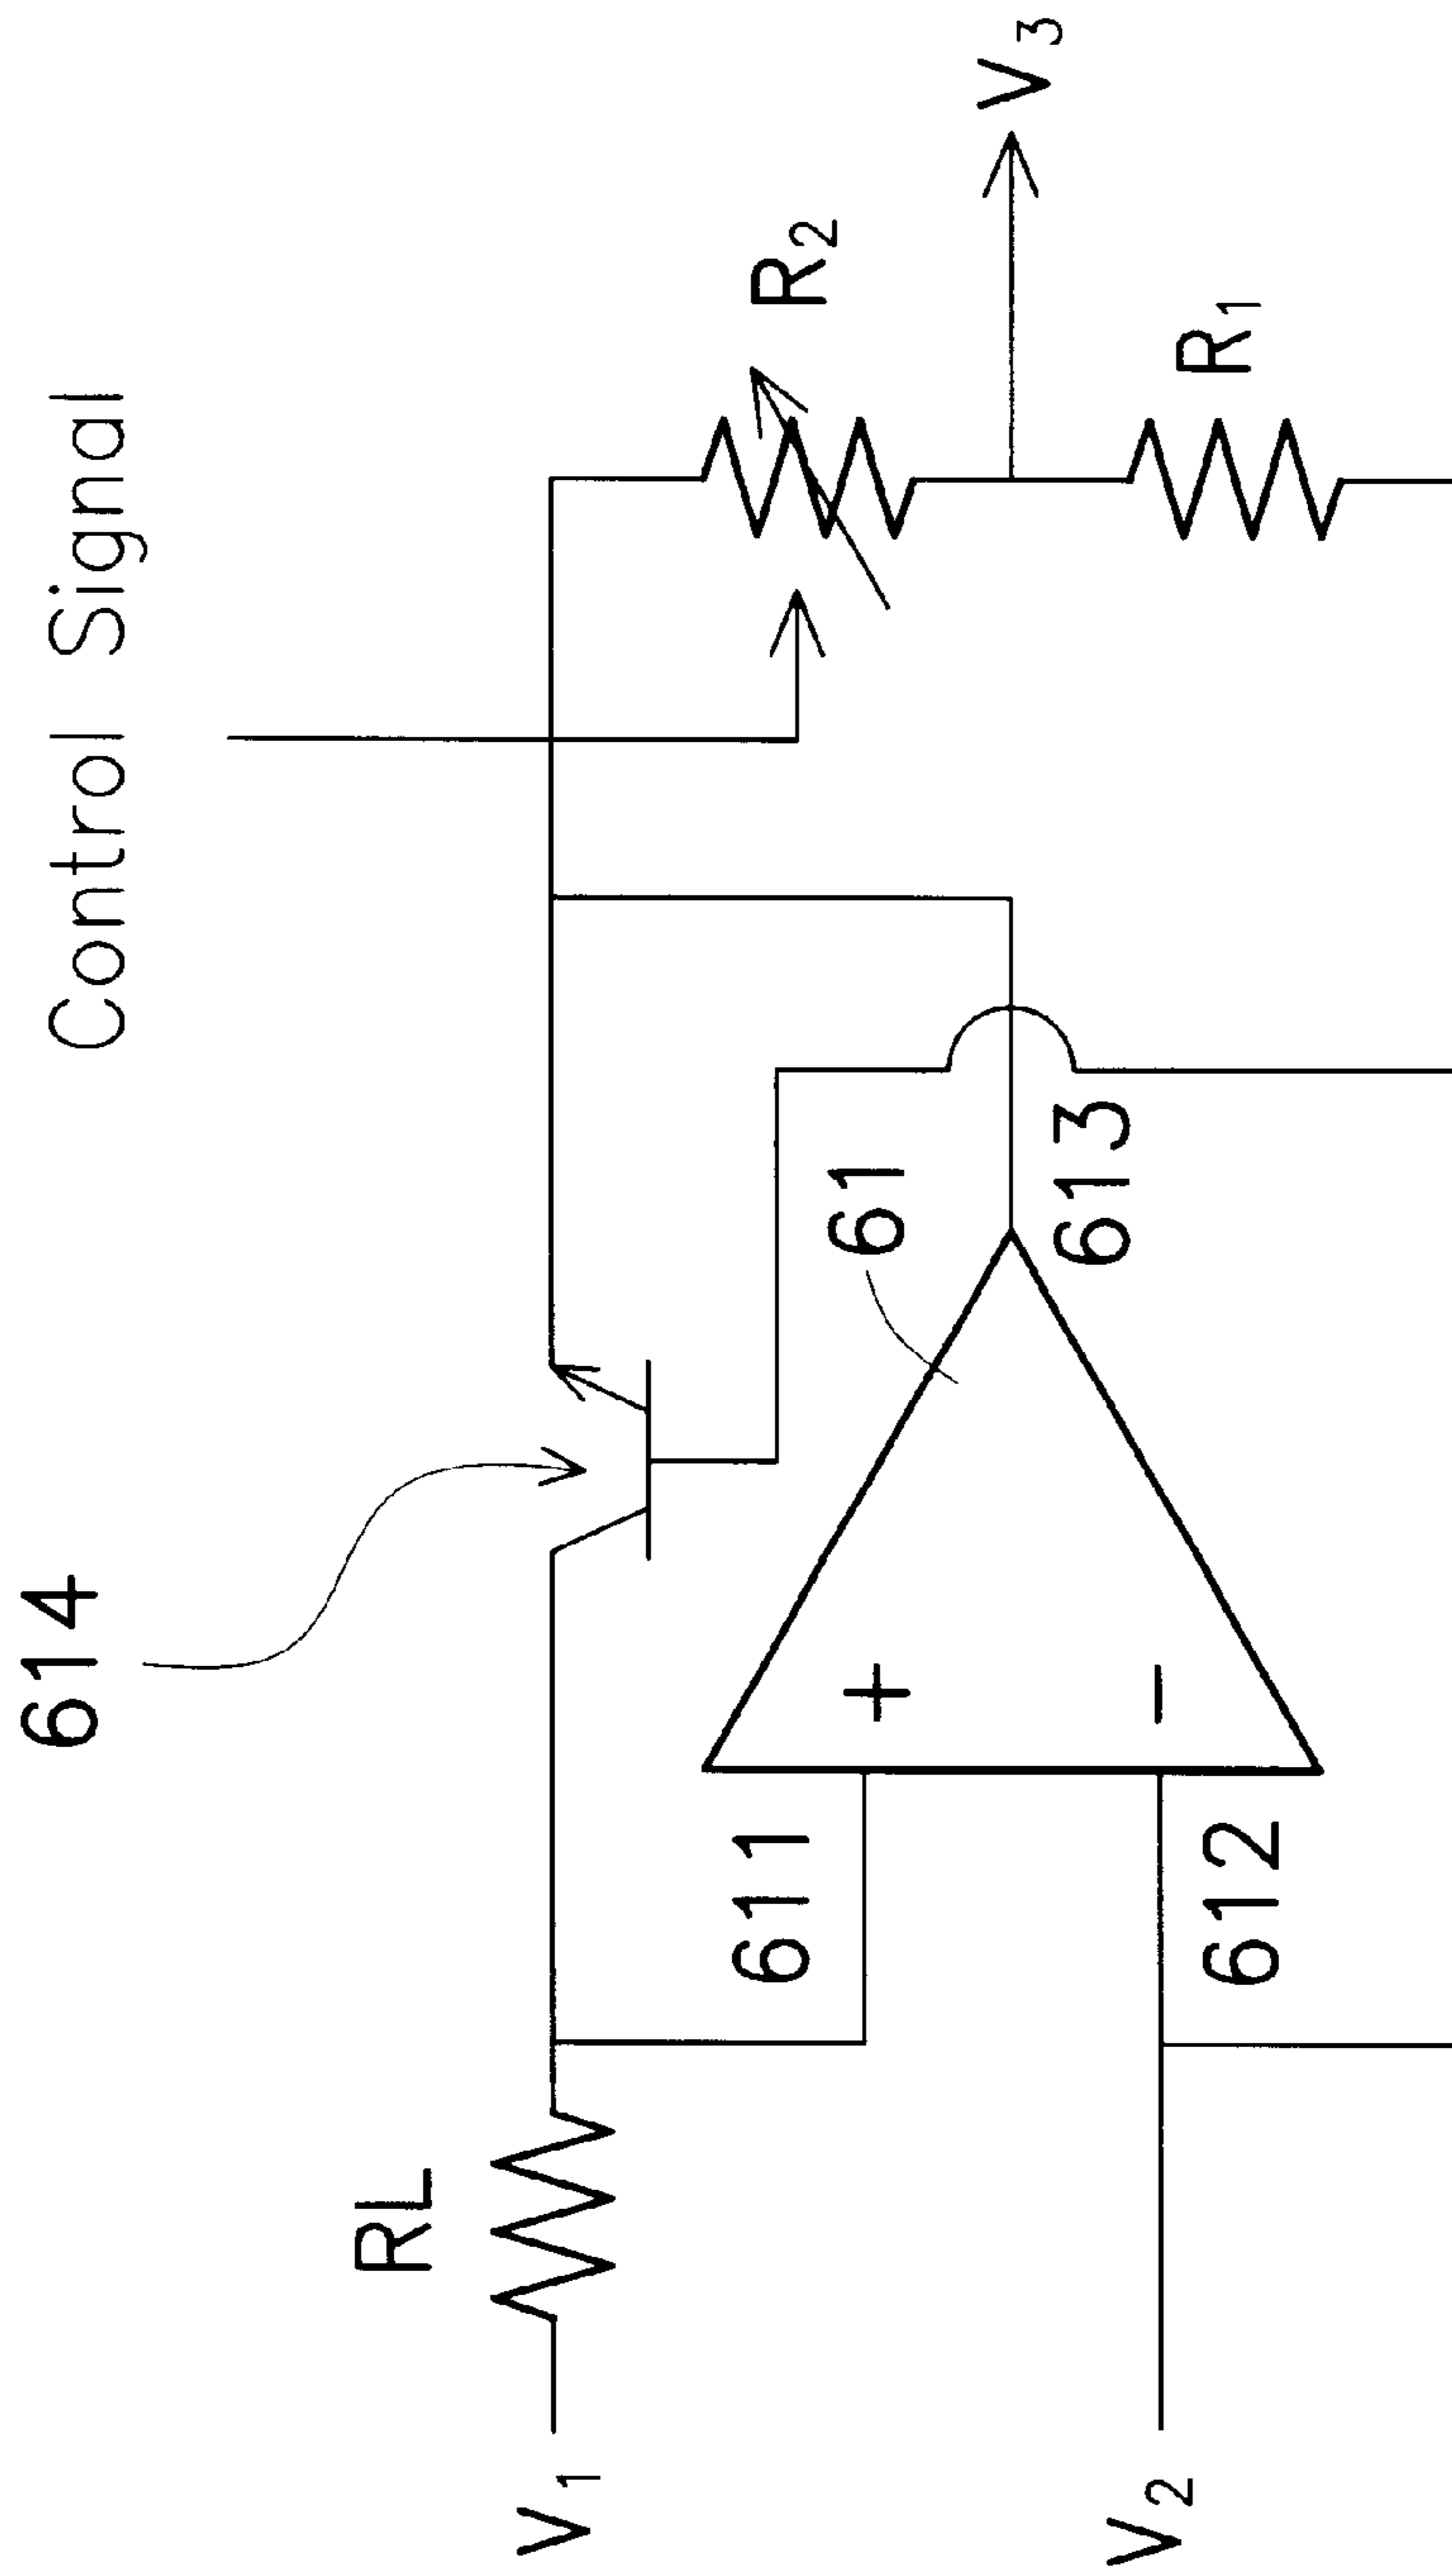 Control Signal
614
RL
R₂
V₃
R₁
61
613
+
−
611
612
V₁
V₂